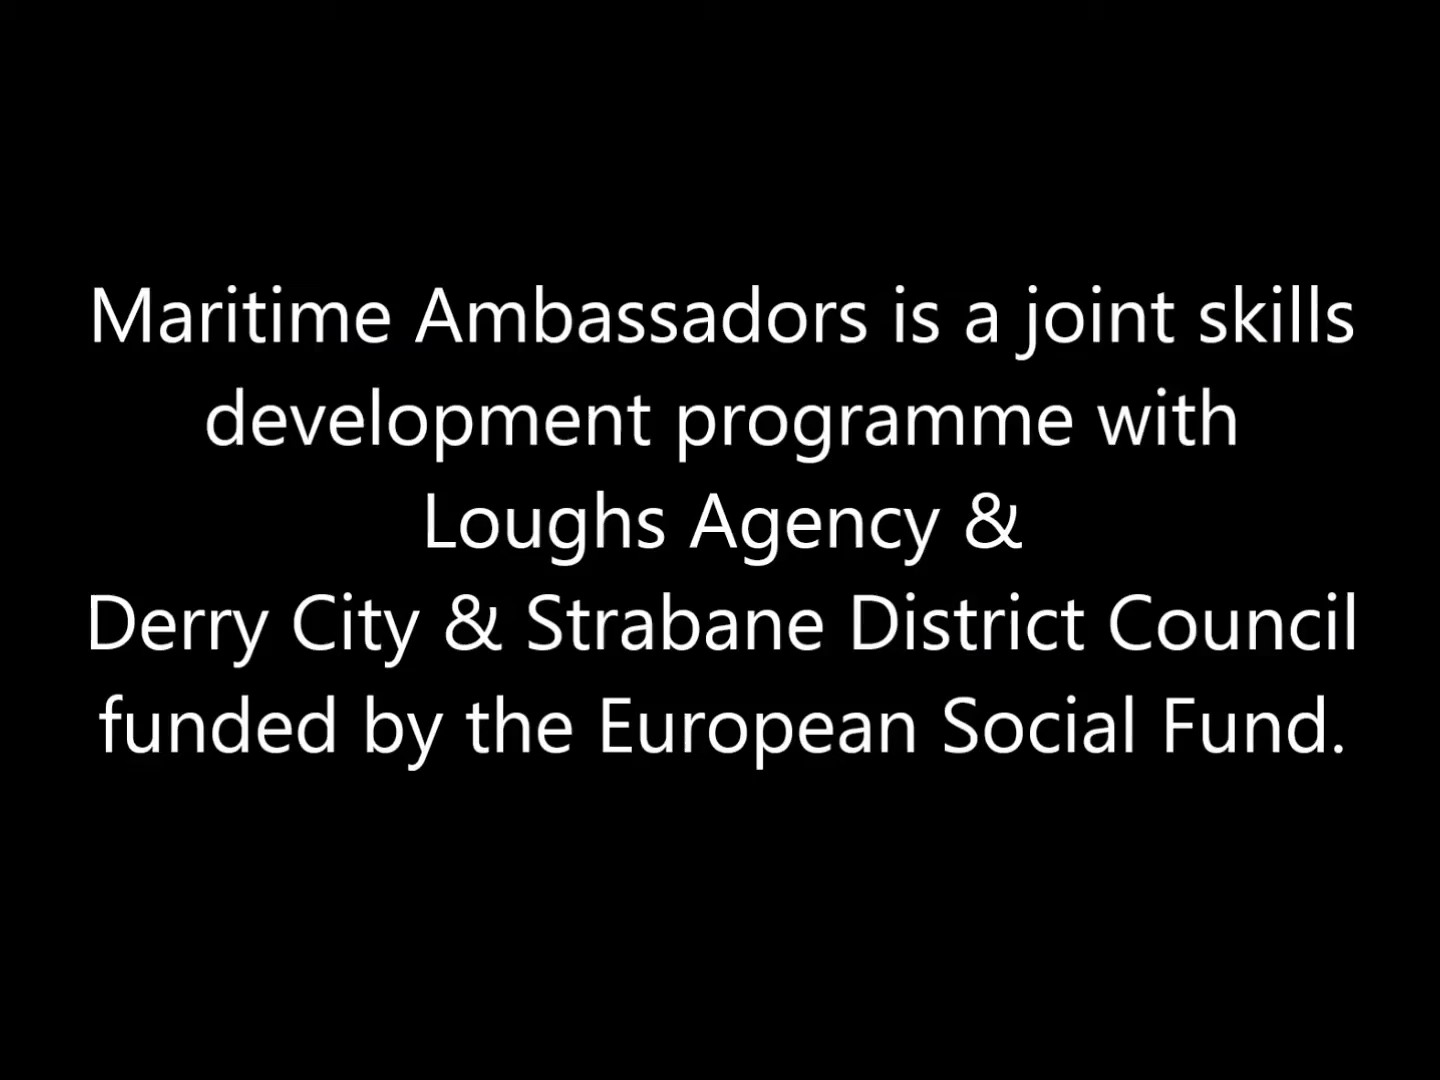 Maritime Ambassadors is a joint skills
development programme with
Loughs Agency &
Derry City & Strabane District Council
funded by the European Social Fund.